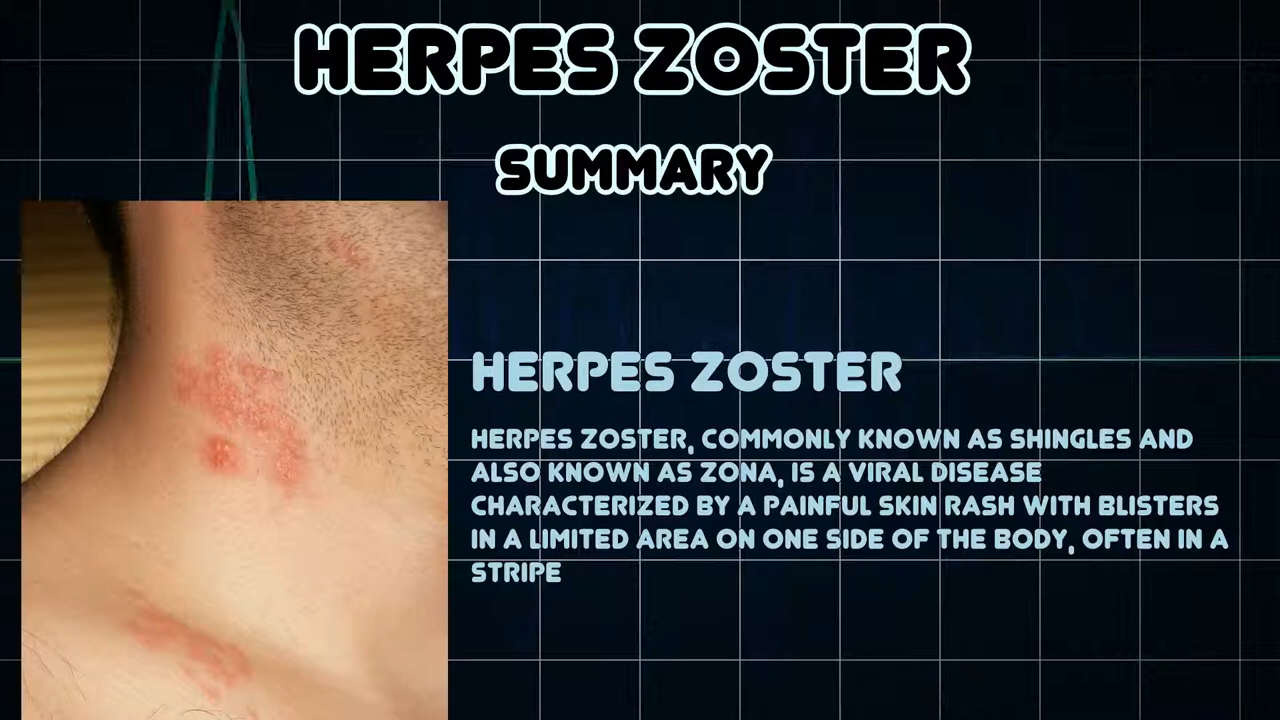 HERPES ZOSTER
SUMMARY
HERPES ZOSTER
HERPES ZOSTER, COMMONLY KNOWN AS SHINGLES AND
ALSO KNOWN AS ZONA, IS A VIRAL DISEASE
CHARACTERIZED BY A PAINFUL SKIN RASH WITH BLISTERS
IN A LIMITED AREA ON ONE SIDE OF THE BODY, OFTEN IN A
STRIPE